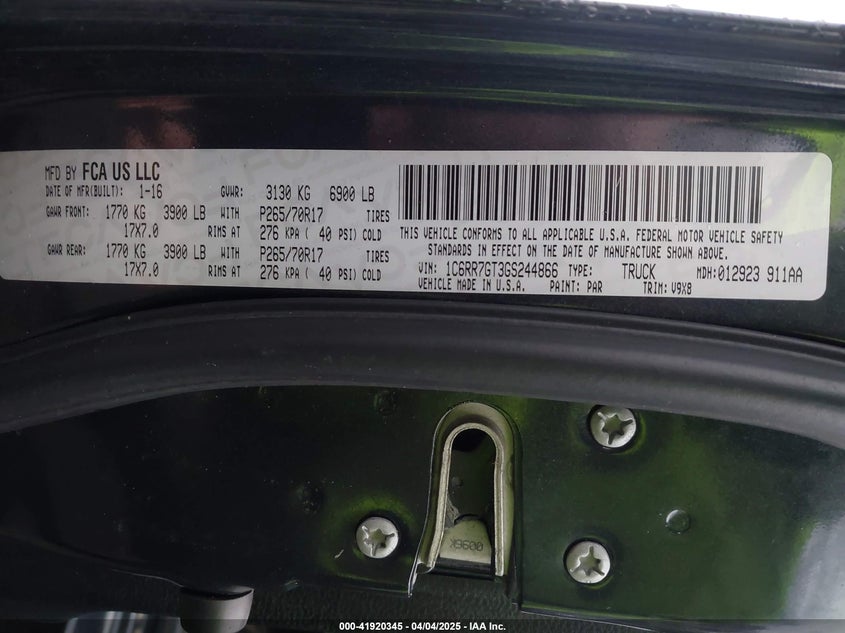 MFD BY FCA US LLC
DATE OF MFR(BUILT): 1-16 GVWR: 3130 KG 6900 LB
GAWR FRONT: 1770 KG 3900 LB WITH P265/70R17 TIRES
17X7.0 RIMS AT 276 KPA ( 40 PSI) COLD
GAWR REAR: 1770 KG 3900 LB WITH P265/70R17 TIRES
17X7.0 RIMS AT 276 KPA ( 40 PSI) COLD
THIS VEHICLE CONFORMS TO ALL APPLICABLE U.S.A. FEDERAL MOTOR VEHICLE SAFETY
STANDARDS IN EFFECT ON THE DATE OF MANUFACTURE SHOWN ABOVE.
VIN: 1C6RR7GT3GS244866 TYPE: TRUCK MDH:012923 911AA
VEHICLE MADE IN U.S.A. PAINT: PAR TRIM: V9X8
000-41920345 - 04/04/2025 - IAA Inc.